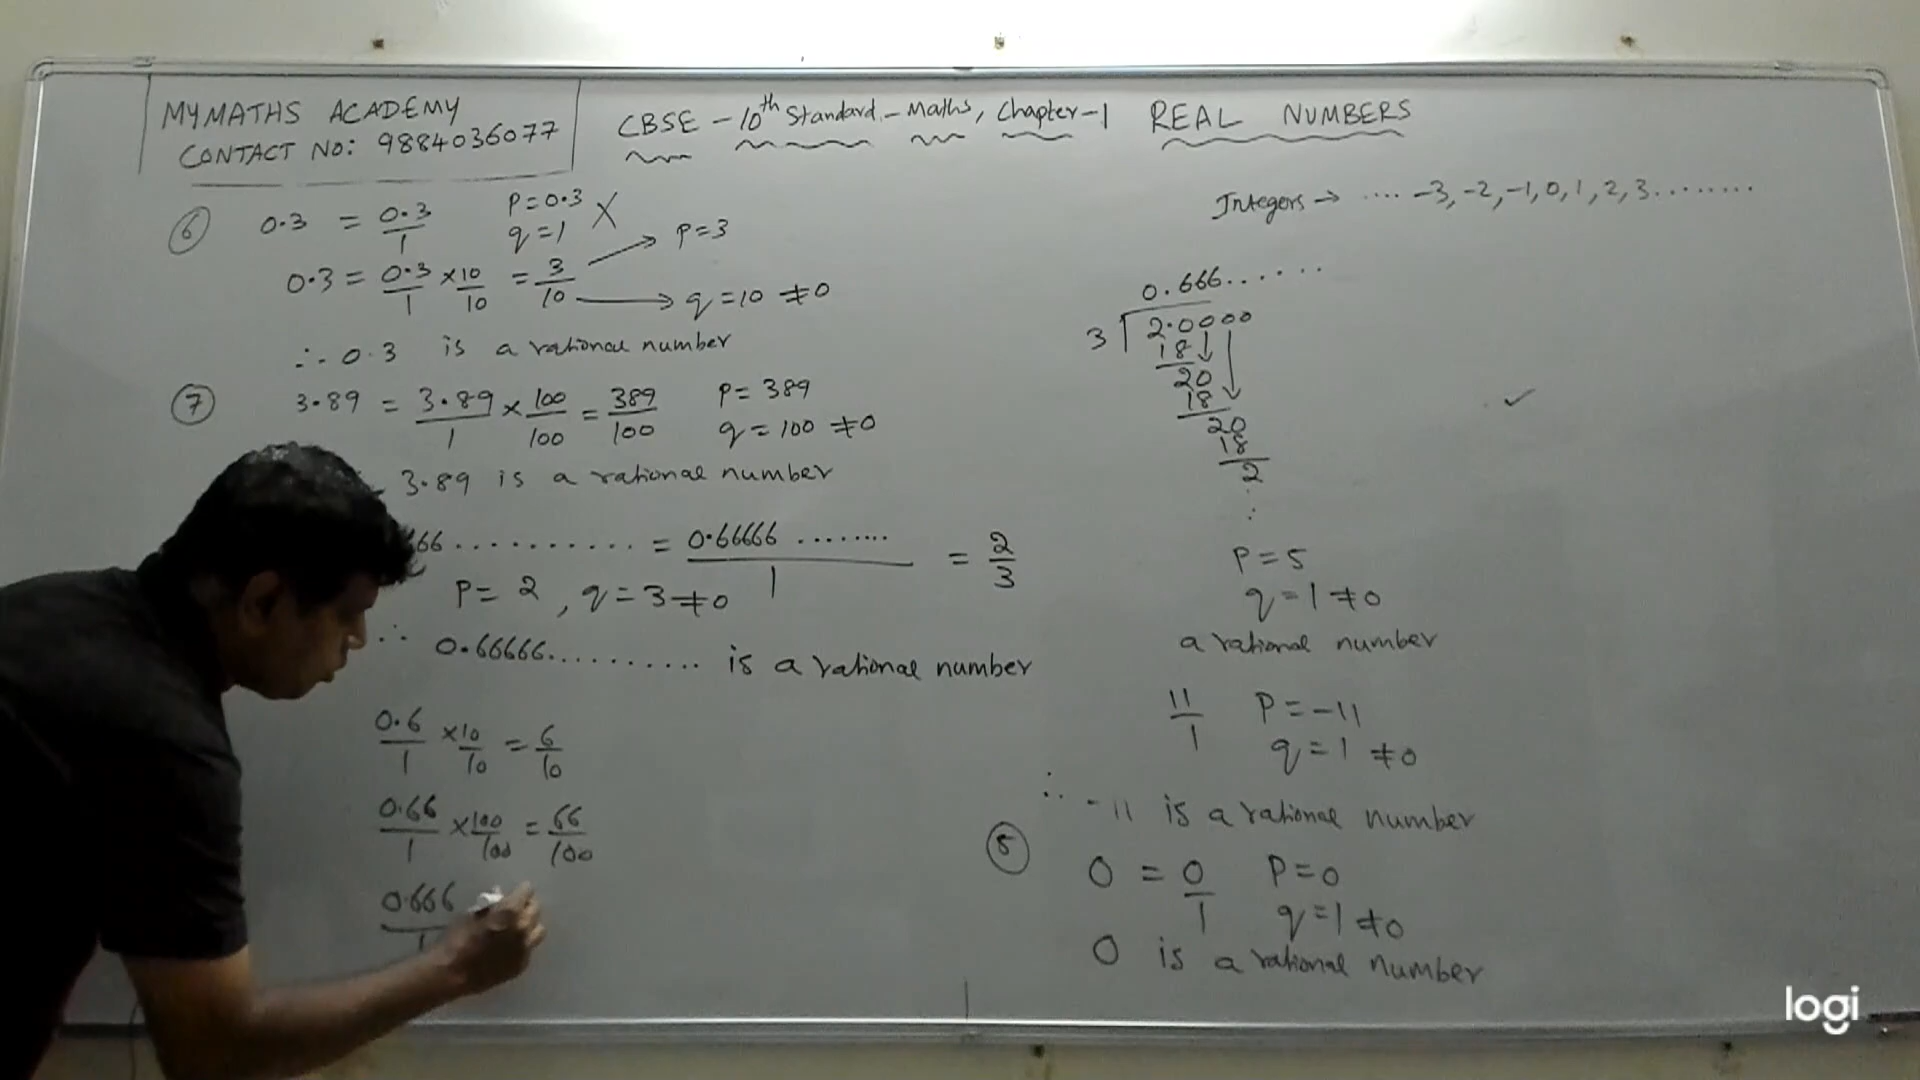 MYMATHS ACADEMY
CONTACT NO: 9884036077
CBSE - 10th Standard - Maths, Chapter-1 REAL NUMBERS
6 0.3 = 0.3/1 P=0.3 q=1 X
0.3 = 0.3/1 × 10/10 = 3/10 → P=3
→ q=10 ≠0
∴ 0.3 is a rational number
7 3.89 = 3.89/1 × 100/100 = 389/100 P=389
q=100 ≠0
3.89 is a rational number
66.......... = 0.66666......../1 = 2/3
P=2, q=3≠0
∴ 0.66666.......... is a rational number
0.6/1 ×10/10 = 6/10
0.66/1 ×100/100 = 66/100
0.666/1
Integers → .... -3,-2,-1,0,1,2,3........
0.666......
3 2.0000
18
20
18
20
18
2
:
P=5
q=1≠0
a rational number
11/1 P=-11
q=1 ≠0
∴ -11 is a rational number
5 0 = 0/1 P=0
q=1≠0
0 is a rational number
logi